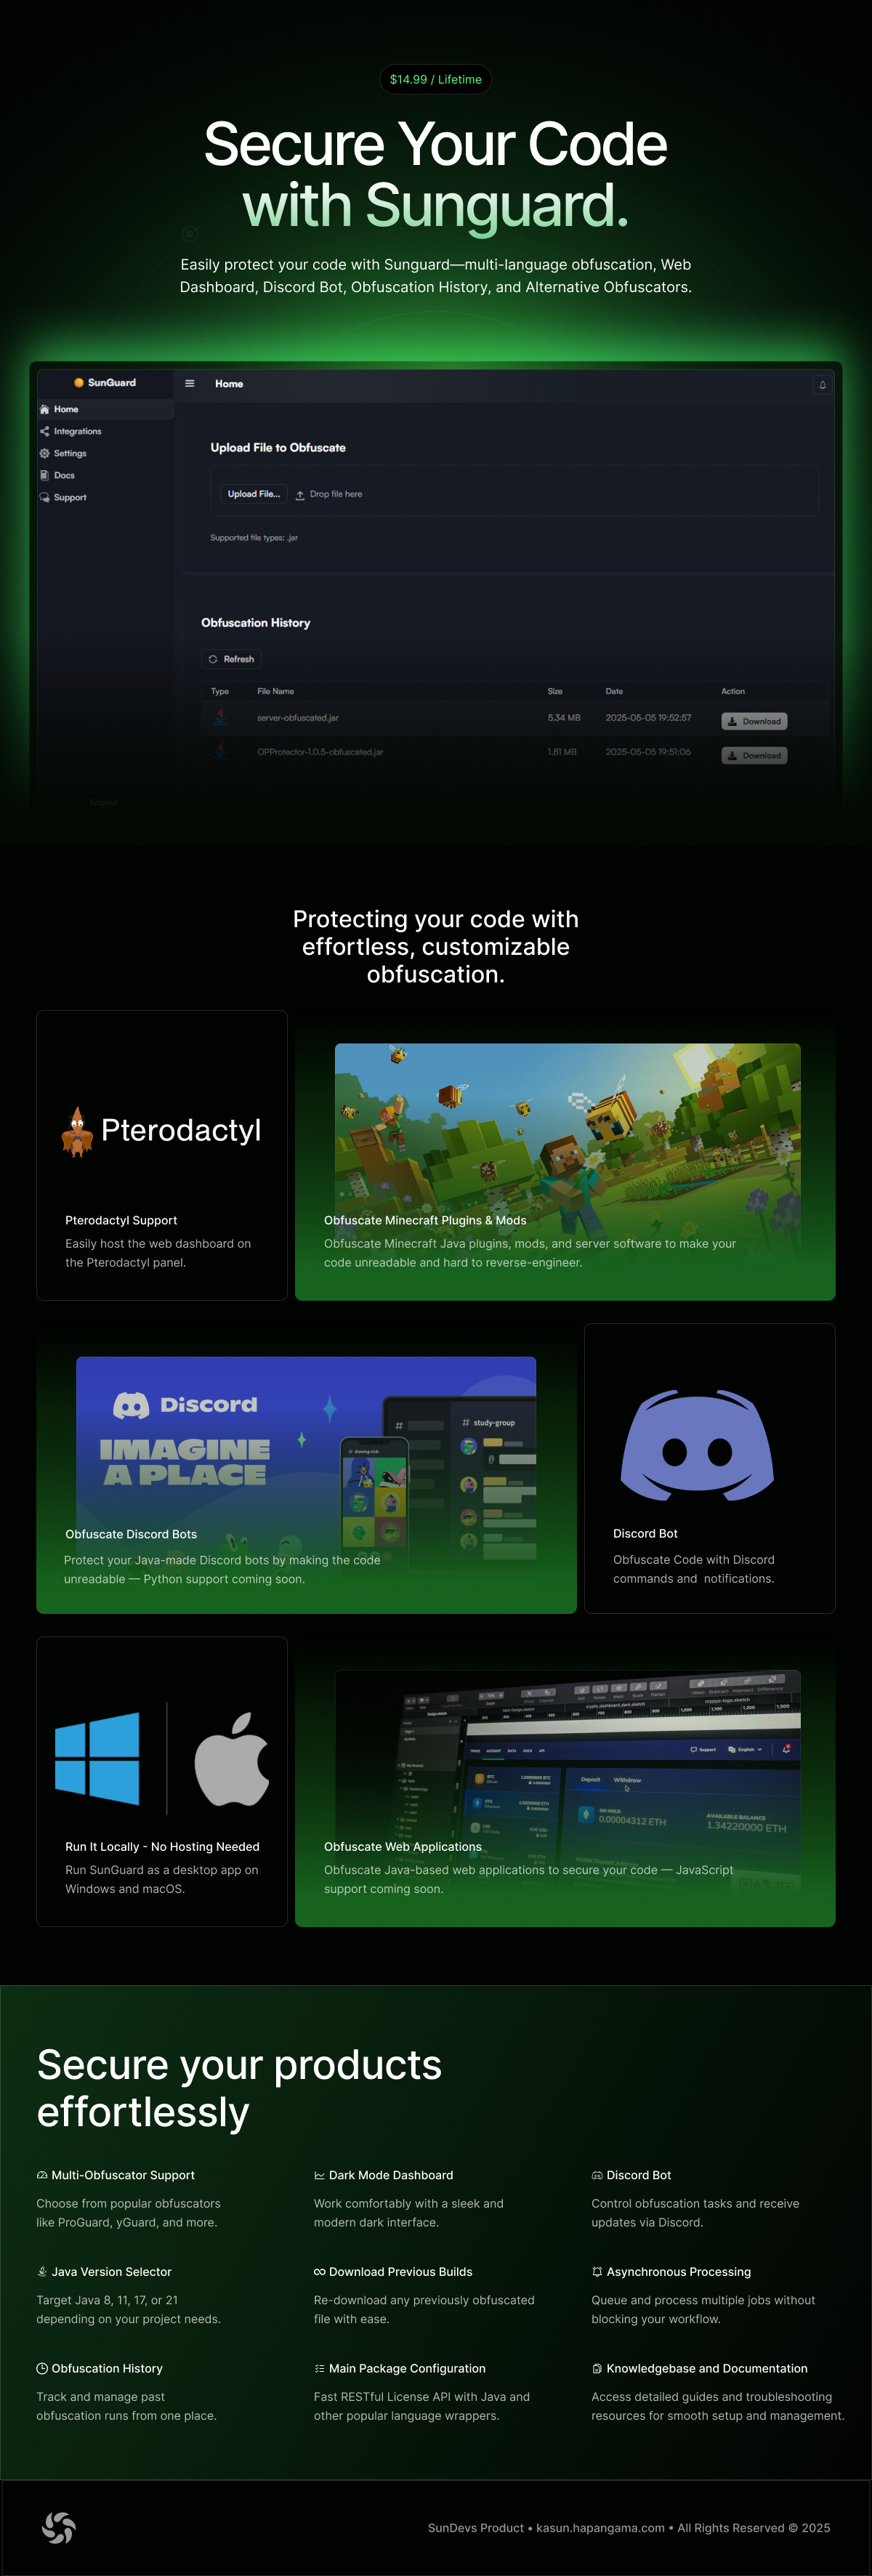 $14.99 / Lifetime
Secure Your Code
with Sunguard.
Easily protect your code with Sunguard—multi-language obfuscation, Web
Dashboard, Discord Bot, Obfuscation History, and Alternative Obfuscators.
SunGuard
Home
Home
Integrations
Settings
Docs
Support
Upload File to Obfuscate
Upload File...
Drop file here
Supported file types: .jar
Obfuscation History
Refresh
Type File Name Size Date Action
server-obfuscated.jar 5.34 MB 2025-05-05 19:52:57 Download
OPProtector-1.0.5-obfuscated.jar 1.81 MB 2025-05-05 19:51:06 Download
Logout
Protecting your code with
effortless, customizable
obfuscation.
Pterodactyl
Pterodactyl Support
Easily host the web dashboard on
the Pterodactyl panel.
Obfuscate Minecraft Plugins & Mods
Obfuscate Minecraft Java plugins, mods, and server software to make your
code unreadable and hard to reverse-engineer.
Discord
IMAGINE
A PLACE
# study-group
# drawing-club
Obfuscate Discord Bots
Protect your Java-made Discord bots by making the code
unreadable — Python support coming soon.
Discord Bot
Obfuscate Code with Discord
commands and  notifications.
Run It Locally - No Hosting Needed
Run SunGuard as a desktop app on
Windows and macOS.
Support
English
Deposit
Withdraw
ON HOLD
0.00004312 ETH
AVAILABLE BALANCE
1.34220000 ETH
Obfuscate Web Applications
Obfuscate Java-based web applications to secure your code — JavaScript
support coming soon.
Secure your products
effortlessly
Multi-Obfuscator Support
Choose from popular obfuscators
like ProGuard, yGuard, and more.
Dark Mode Dashboard
Work comfortably with a sleek and
modern dark interface.
Discord Bot
Control obfuscation tasks and receive
updates via Discord.
Java Version Selector
Target Java 8, 11, 17, or 21
depending on your project needs.
Download Previous Builds
Re-download any previously obfuscated
file with ease.
Asynchronous Processing
Queue and process multiple jobs without
blocking your workflow.
Obfuscation History
Track and manage past
obfuscation runs from one place.
Main Package Configuration
Fast RESTful License API with Java and
other popular language wrappers.
Knowledgebase and Documentation
Access detailed guides and troubleshooting
resources for smooth setup and management.
SunDevs Product • kasun.hapangama.com • All Rights Reserved © 2025